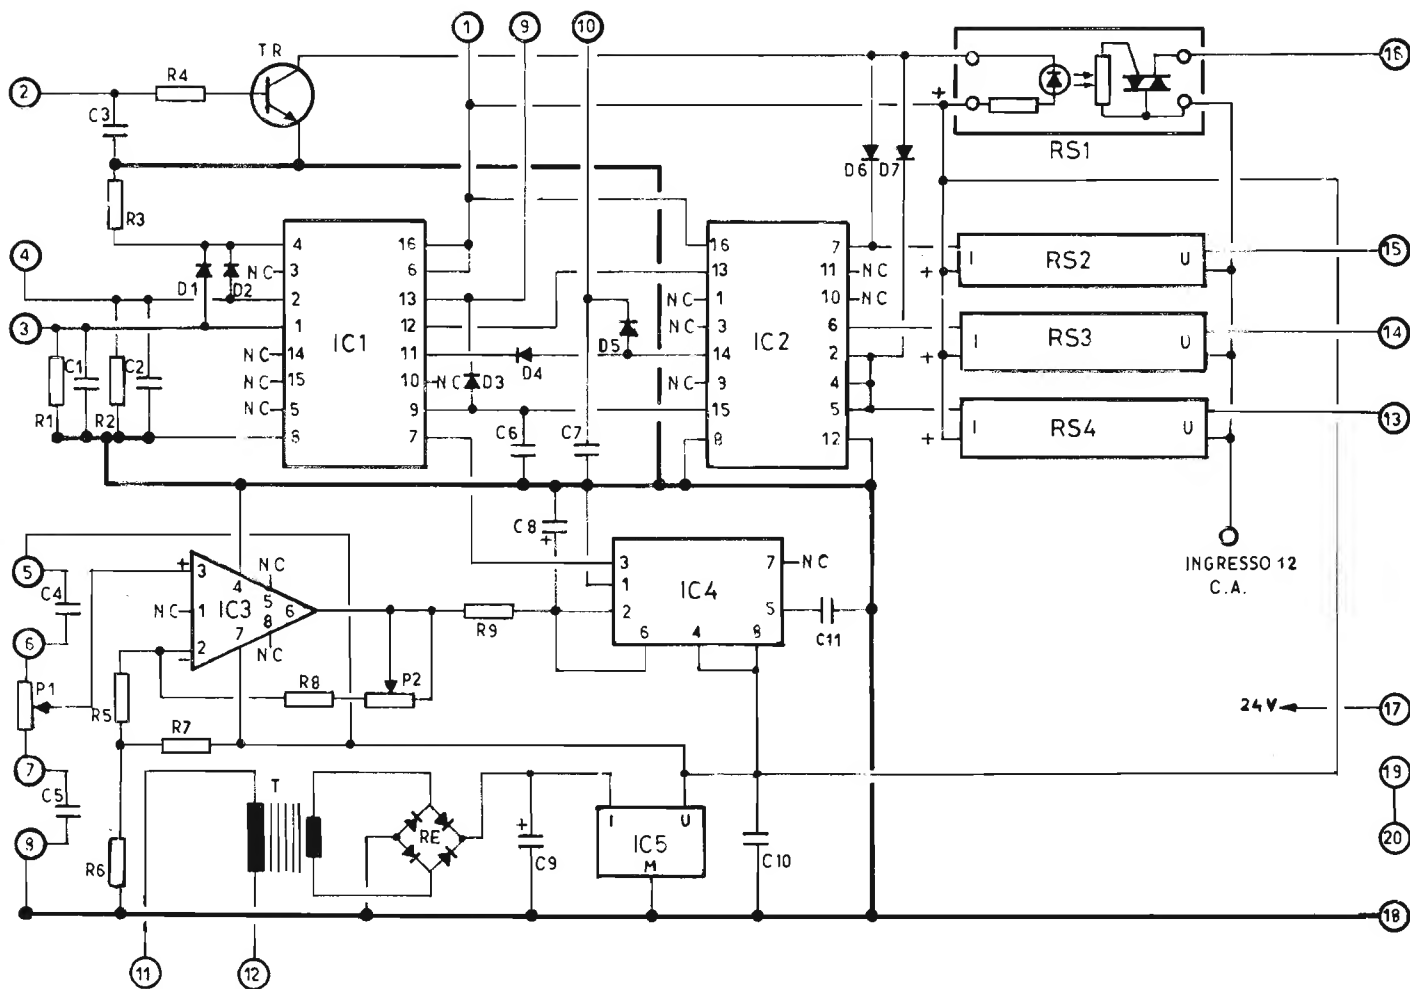 1
9
10
2
R4
TR
16
C3
+
RS1
R3
D6
D7
4
3
D1
D2
R1
C1
R2
C2
NC
NC
NC
NC
4
3
2
1
14
15
5
8
IC1
16
6
13
12
11
10
9
7
NC
D3
D4
D5
C6
C7
NC
NC
NC
16
13
1
3
14
9
15
8
IC2
7
11
10
6
2
4
5
12
NC
NC
+
I
RS2
U
15
+
I
RS3
U
14
+
I
RS4
U
13
INGRESSO 12
C.A.
5
C4
6
P1
7
C5
8
+
3
NC
1
2
-
4
NC
5
IC3
6
8
7
NC
R5
R8
P2
R9
R7
R6
C8
+
3
1
2
IC4
7
NC
5
6
4
8
C11
24V
17
19
20
18
T
RE
+
C9
I
U
IC5
M
C10
11
12